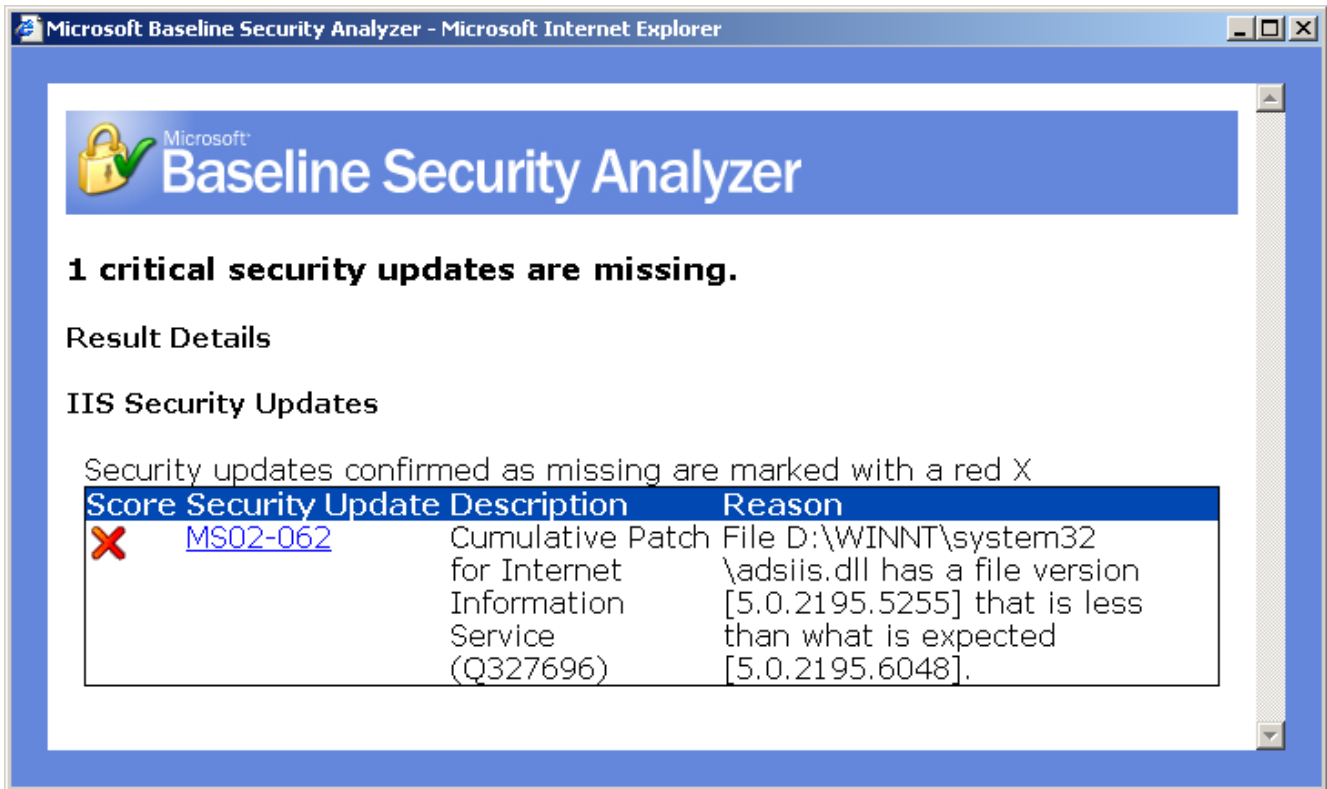 Microsoft Baseline Security Analyzer - Microsoft Internet Explorer
Microsoft
Baseline Security Analyzer
1 critical security updates are missing.
Result Details
IIS Security Updates
Security updates confirmed as missing are marked with a red X
Score Security Update Description Reason
MS02-062 Cumulative Patch File D:\WINNT\system32
for Internet \adsiis.dll has a file version
Information [5.0.2195.5255] that is less
Service than what is expected
(Q327696) [5.0.2195.6048].